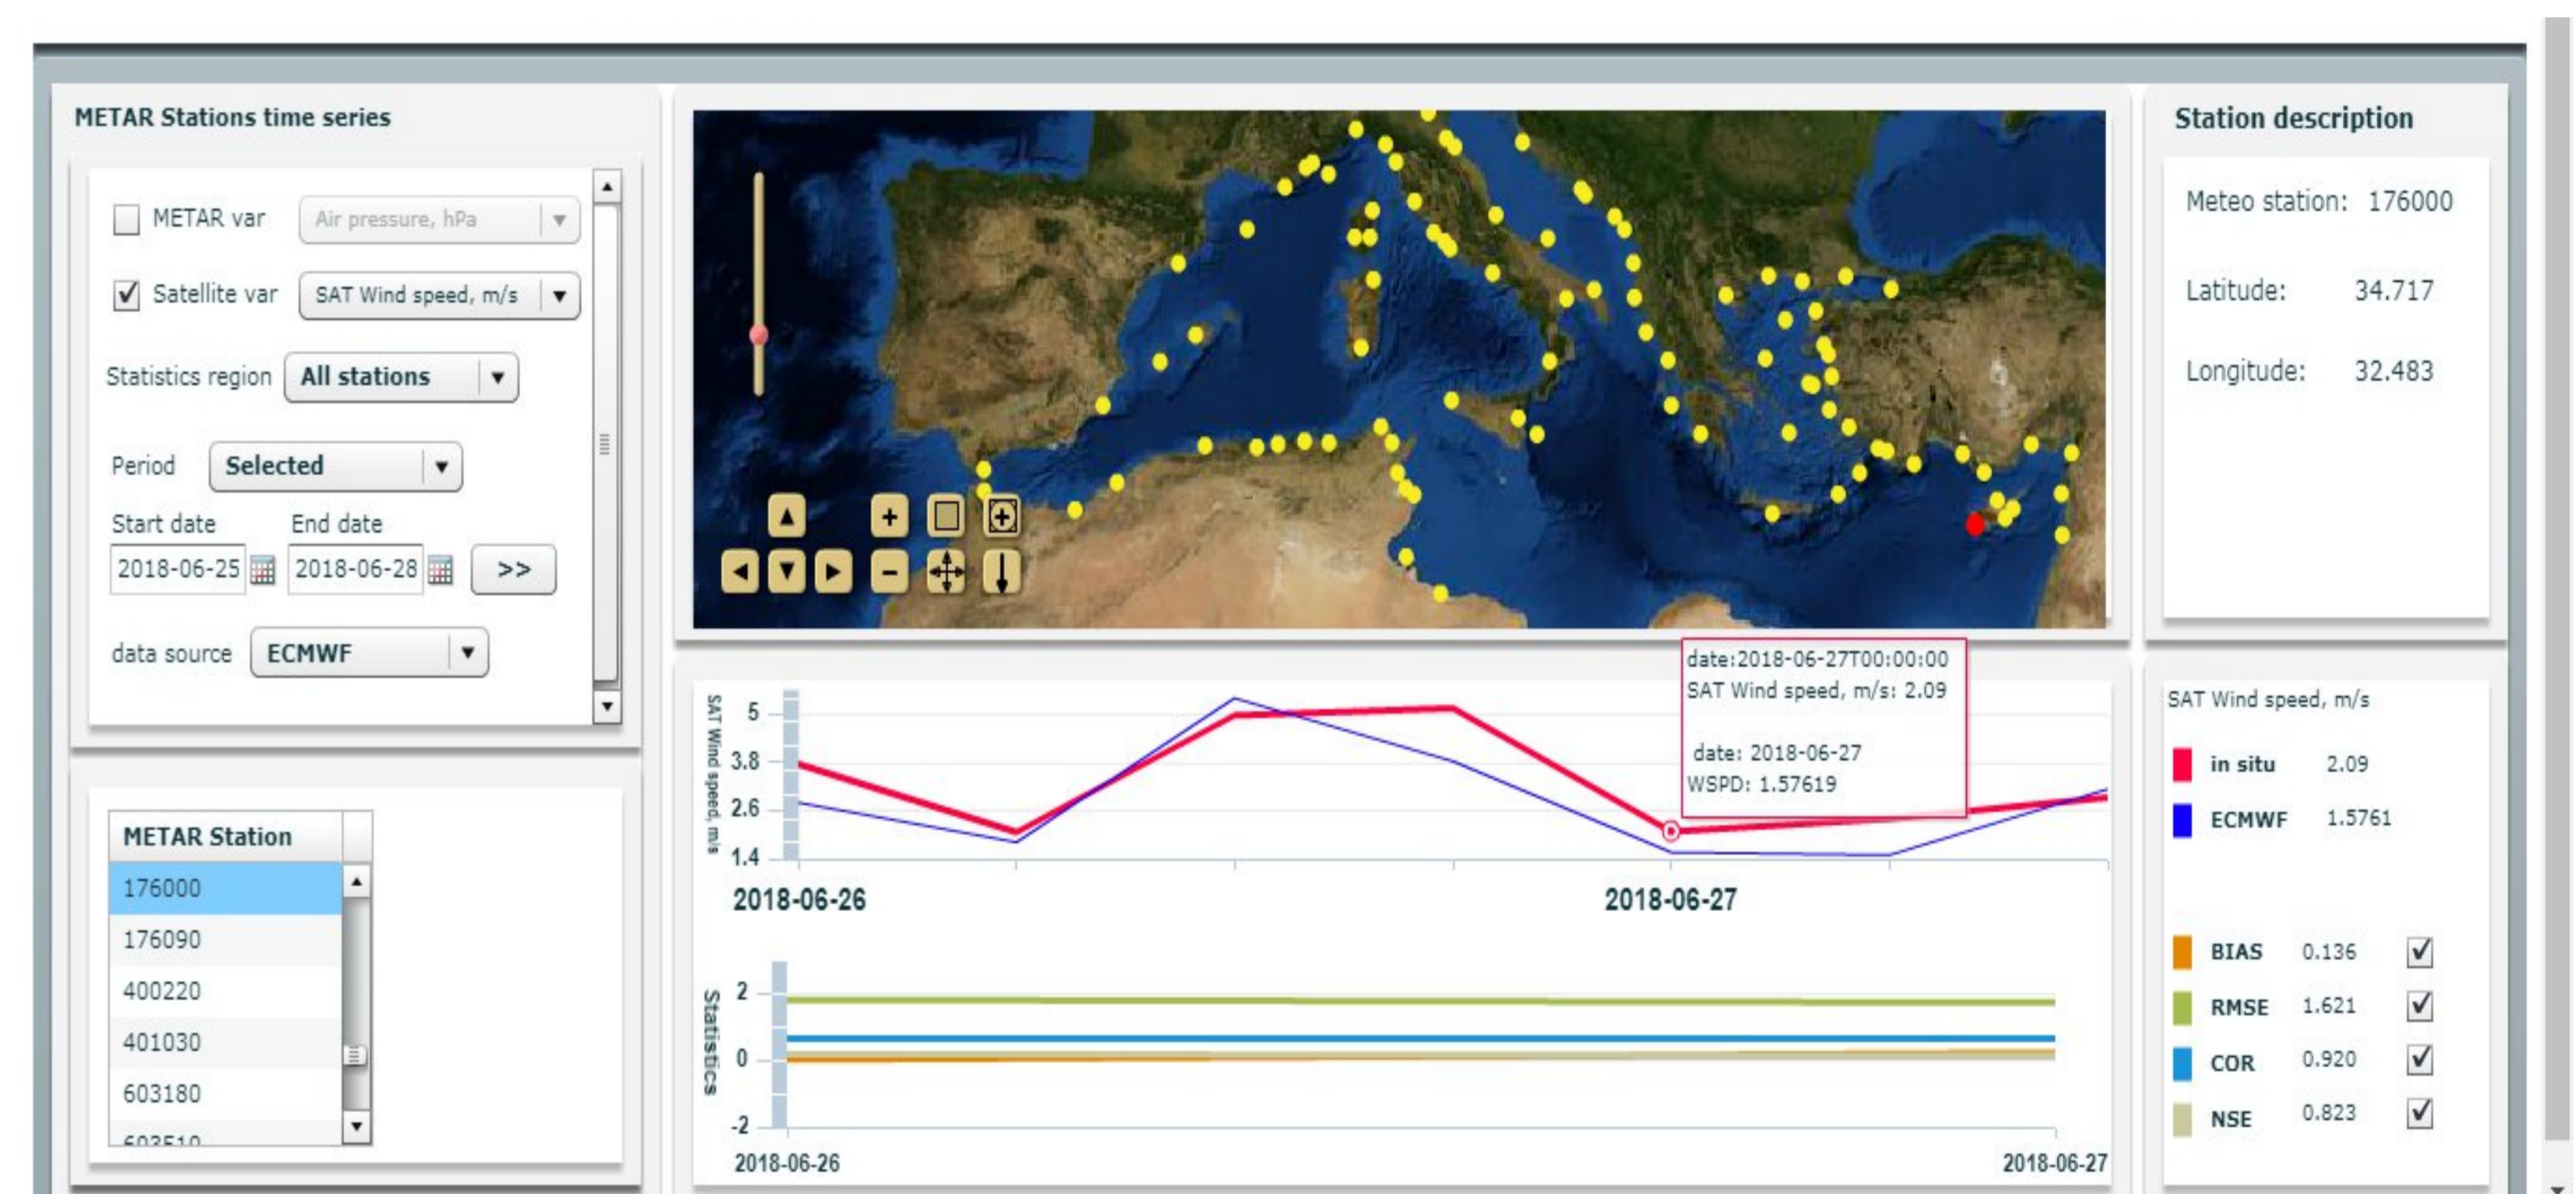 METAR Stations time series
METAR var Air pressure, hPa
Satellite var SAT Wind speed, m/s
Statistics region All stations
Period Selected
Start date End date
2018-06-25 2018-06-28 >>
data source ECMWF
METAR Station
176000
176090
400220
401030
603180
603510
Station description
Meteo station: 176000
Latitude: 34.717
Longitude: 32.483
date:2018-06-27T00:00:00
SAT Wind speed, m/s: 2.09
date: 2018-06-27
WSPD: 1.57619
SAT Wind speed, m/s
5
3.8
2.6
1.4
2018-06-26 2018-06-27
Statistics
2
0
-2
2018-06-26 2018-06-27
SAT Wind speed, m/s
in situ 2.09
ECMWF 1.5761
BIAS 0.136
RMSE 1.621
COR 0.920
NSE 0.823